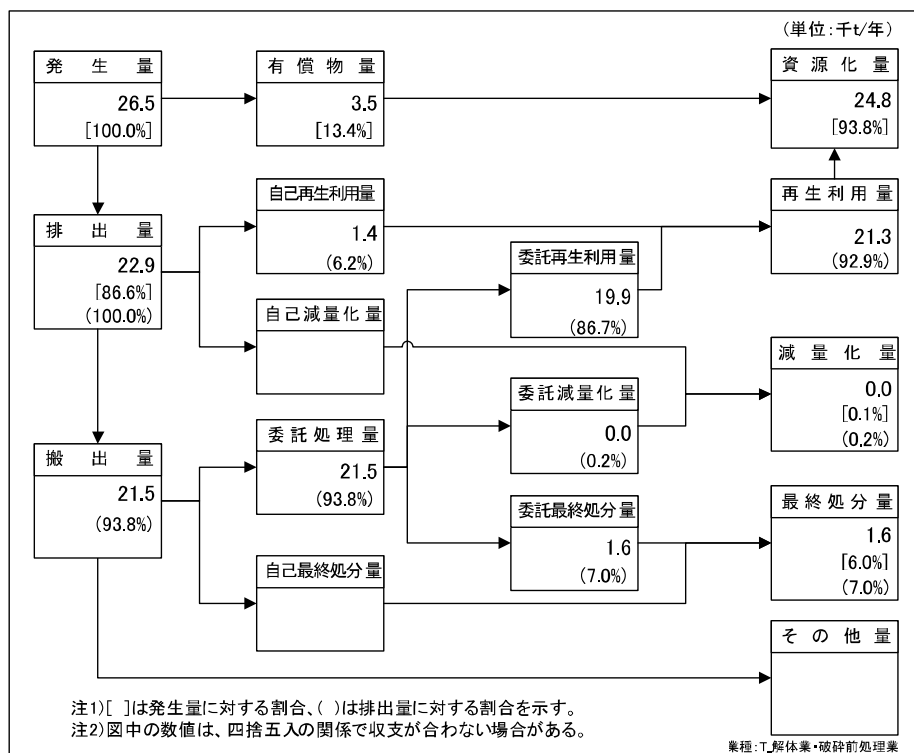 (単位:千t/年)
発生量
26.5
[100.0%]
有償物量
3.5
[13.4%]
資源化量
24.8
[93.8%]
排出量
22.9
[86.6%]
(100.0%)
自己再生利用量
1.4
(6.2%)
再生利用量
21.3
(92.9%)
委託再生利用量
19.9
(86.7%)
自己減量化量
減量化量
0.0
[0.1%]
(0.2%)
委託減量化量
0.0
(0.2%)
搬出量
21.5
(93.8%)
委託処理量
21.5
(93.8%)
委託最終処分量
1.6
(7.0%)
最終処分量
1.6
[6.0%]
(7.0%)
自己最終処分量
その他量
注1)[ ]は発生量に対する割合、( )は排出量に対する割合を示す。
注2)図中の数値は、四捨五入の関係で収支が合わない場合がある。
業種:T_解体業・破砕前処理業